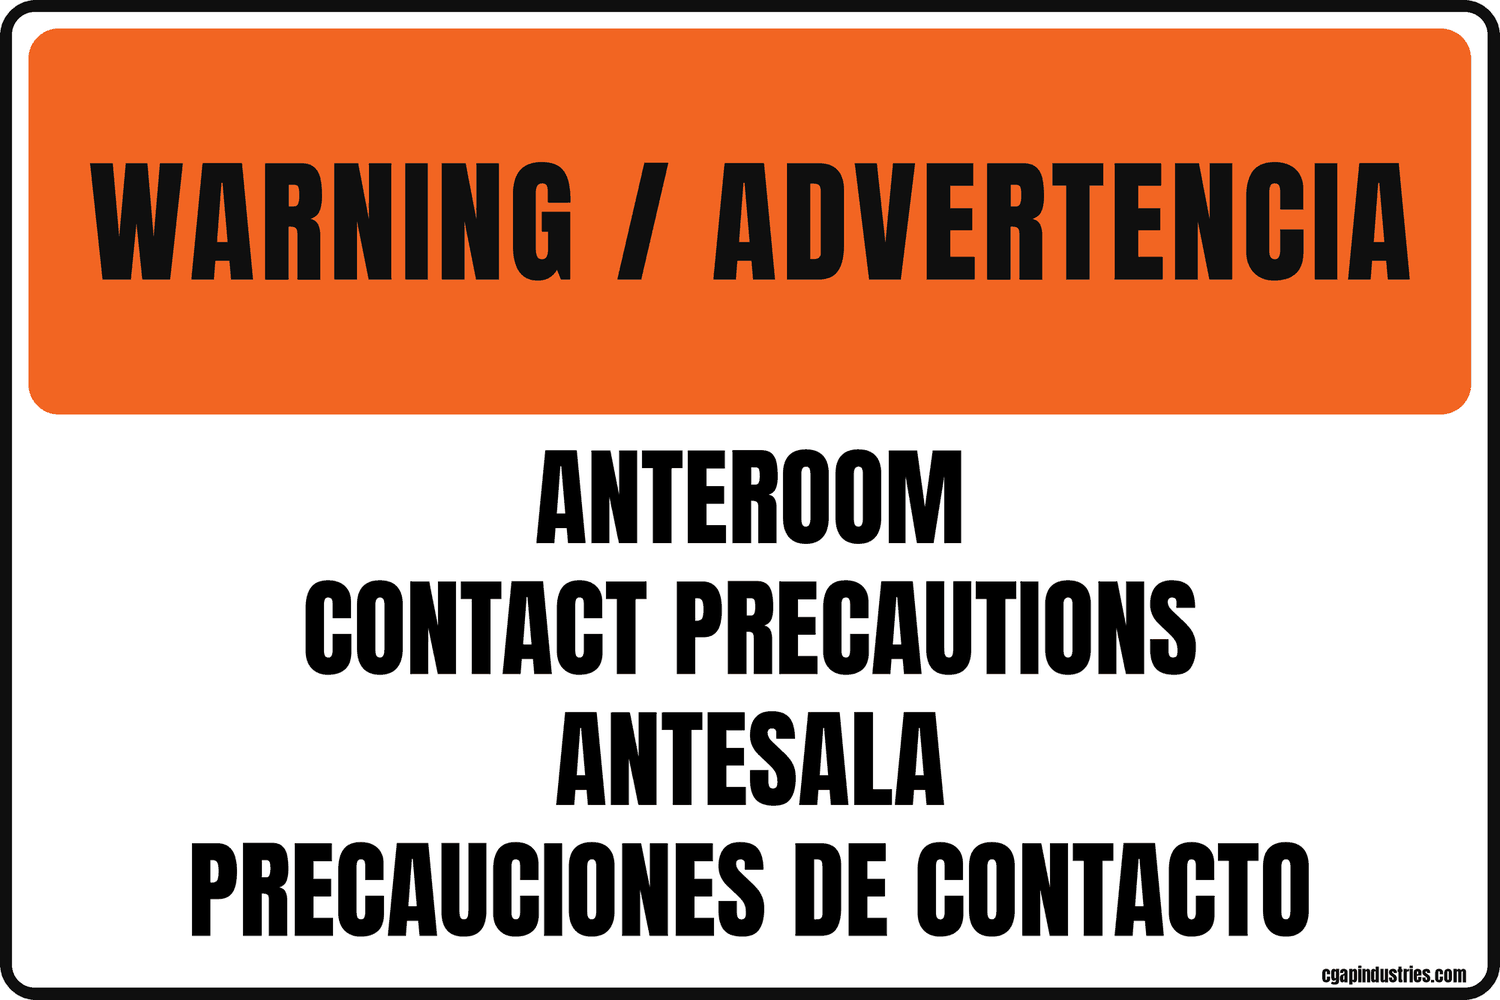 WARNING / ADVERTENCIA
ANTEROOM
CONTACT PRECAUTIONS
ANTESALA
PRECAUCIONES DE CONTACTO
cgapindustries.com